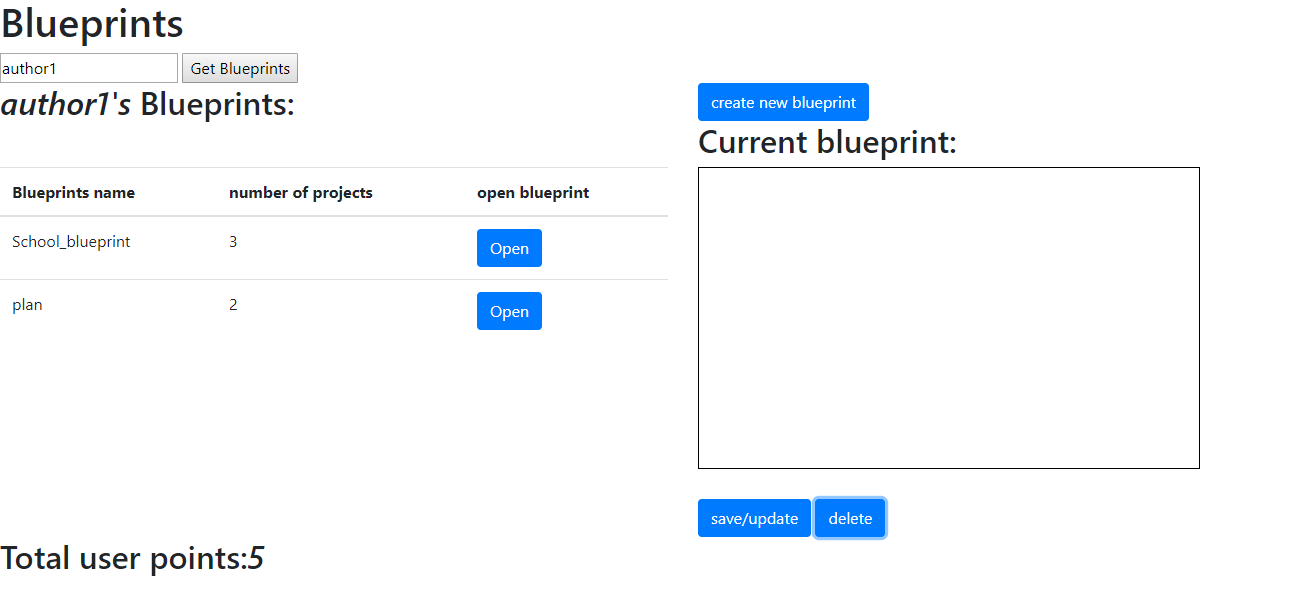 Blueprints
author1 Get Blueprints
author1's Blueprints:
create new blueprint
Current blueprint:
Blueprints name number of projects open blueprint
School_blueprint 3 Open
plan 2 Open
save/update delete
Total user points:5